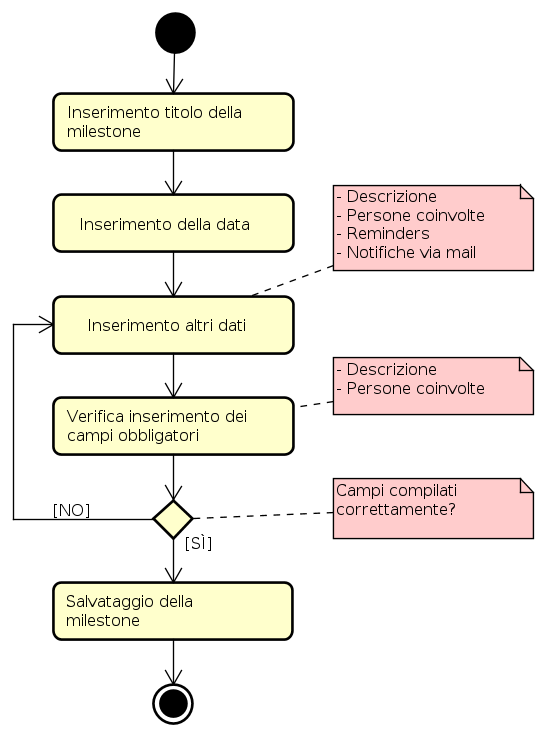 Inserimento titolo della
milestone
Inserimento della data
- Descrizione
- Persone coinvolte
- Reminders
- Notifiche via mail
Inserimento altri dati
- Descrizione
- Persone coinvolte
Verifica inserimento dei
campi obbligatori
Campi compilati
correttamente?
[NO]
[SÌ]
Salvataggio della
milestone